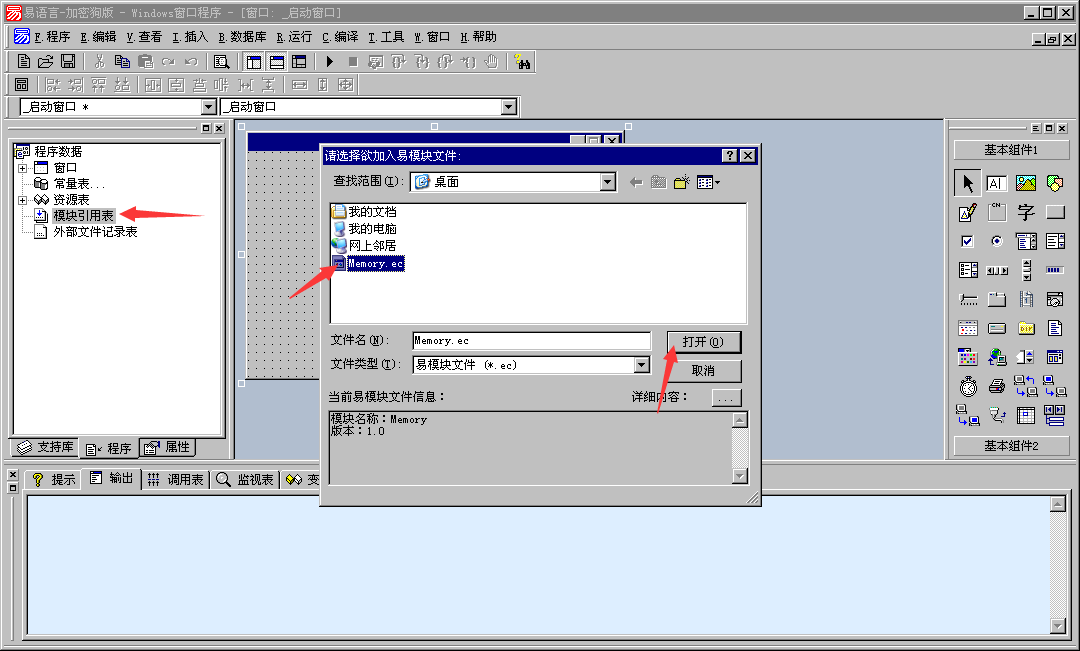 易语言-加密狗版 - Windows窗口程序 - [窗口: _启动窗口]
F.程序 E.编辑 V.查看 I.插入 B.数据库 R.运行 C.编译 T.工具 W.窗口 H.帮助
_启动窗口 *
_启动窗口
程序数据
窗口
常量表...
资源表
模块引用表
外部文件记录表
支持库
程序
属性
请选择欲加入易模块文件:
查找范围(I):
桌面
我的文档
我的电脑
网上邻居
Memory.ec
文件名(N):
Memory.ec
打开(O)
文件类型(T):
易模块文件 (*.ec)
取消
当前易模块文件信息:
详细内容:
...
模块名称:Memory
版本:1.0
基本组件1
A
CN
字
DIY
基本组件2
提示
输出
调用表
监视表
变